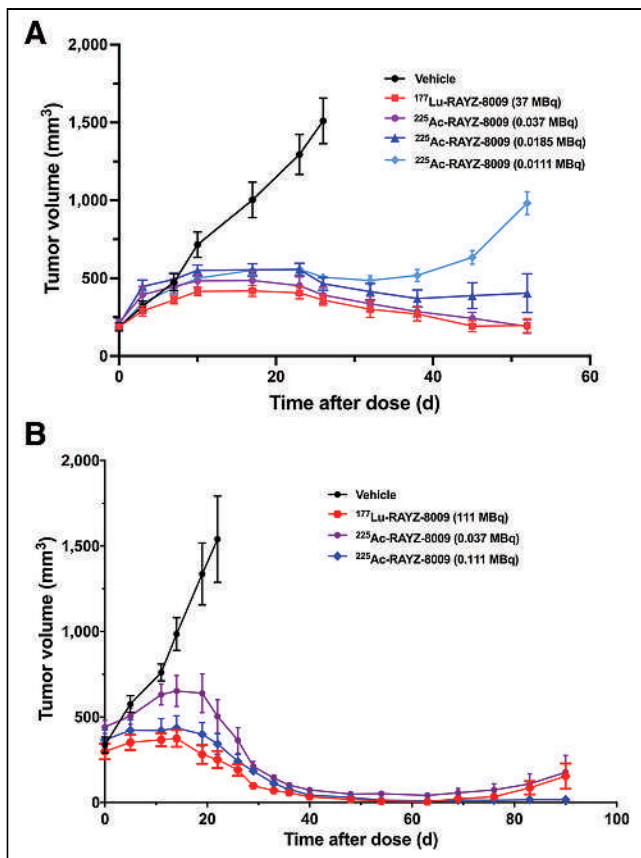 A
2,000
1,500
1,000
500
0
Tumor volume (mm³)
Vehicle
¹⁷⁷Lu-RAYZ-8009 (37 MBq)
²²⁵Ac-RAYZ-8009 (0.037 MBq)
²²⁵Ac-RAYZ-8009 (0.0185 MBq)
²²⁵Ac-RAYZ-8009 (0.0111 MBq)
0 20 40 60
Time after dose (d)
B
2,000
1,500
1,000
500
0
Tumor volume (mm³)
Vehicle
¹⁷⁷Lu-RAYZ-8009 (111 MBq)
²²⁵Ac-RAYZ-8009 (0.037 MBq)
²²⁵Ac-RAYZ-8009 (0.111 MBq)
0 20 40 60 80 100
Time after dose (d)